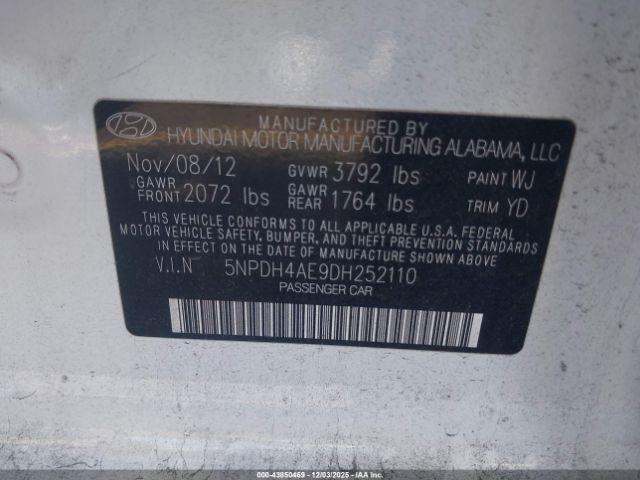 MANUFACTURED BY
HYUNDAI MOTOR MANUFACTURING ALABAMA, LLC
Nov/08/12 GVWR 3792 lbs PAINT WJ
GAWR FRONT 2072 lbs GAWR REAR 1764 lbs TRIM YD
THIS VEHICLE CONFORMS TO ALL APPLICABLE U.S.A. FEDERAL
MOTOR VEHICLE SAFETY, BUMPER, AND THEFT PREVENTION STANDARDS
IN EFFECT ON THE DATE OF MANUFACTURE SHOWN ABOVE.
V.I.N 5NPDH4AE9DH252110
PASSENGER CAR
© IAA - 43850469 - 12/03/2025 - IAAI.com